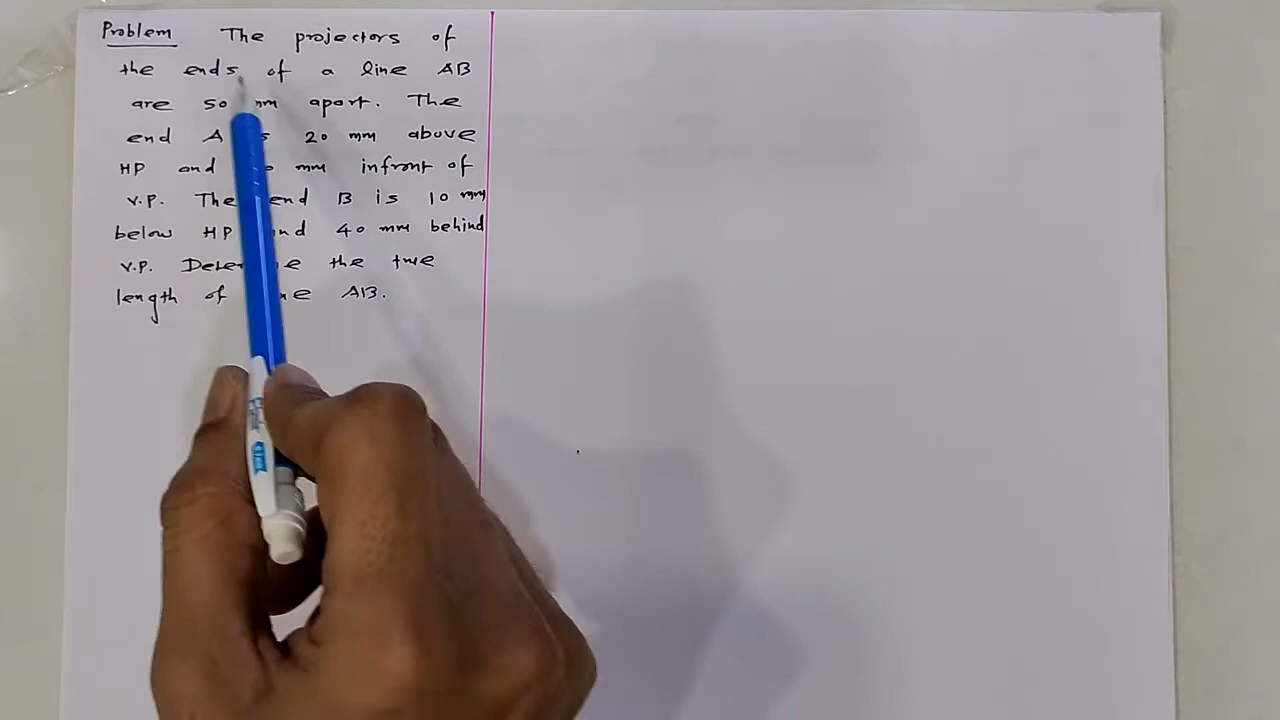 Problem The projectors of
the ends of a line AB
are 50 mm apart. The
end A 20 mm above
HP and mm infront of
V.P. The end B is 10 mm
below HP 40 mm behind
V.P. the true
length of AB.